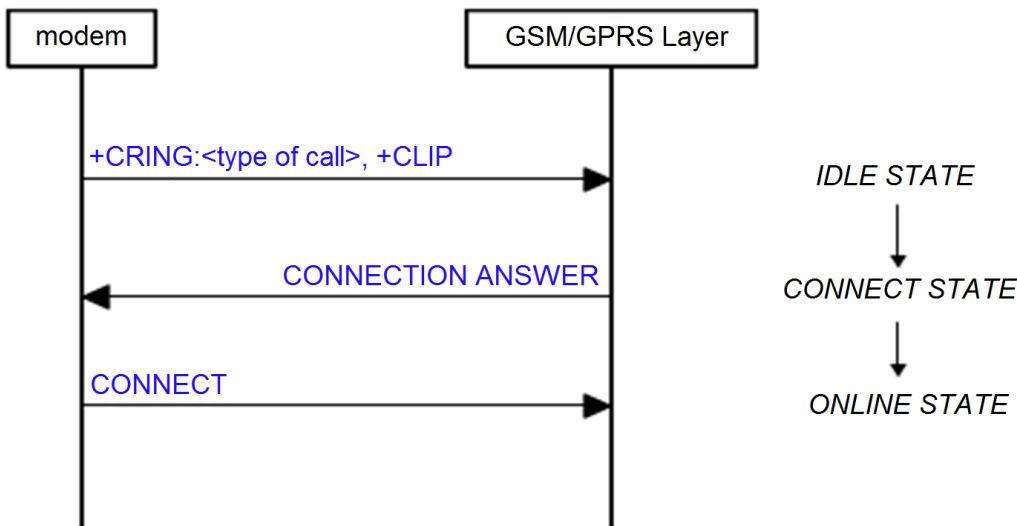 modem
GSM/GPRS Layer
+CRING:<type of call>, +CLIP
IDLE STATE
CONNECTION ANSWER
CONNECT STATE
CONNECT
ONLINE STATE